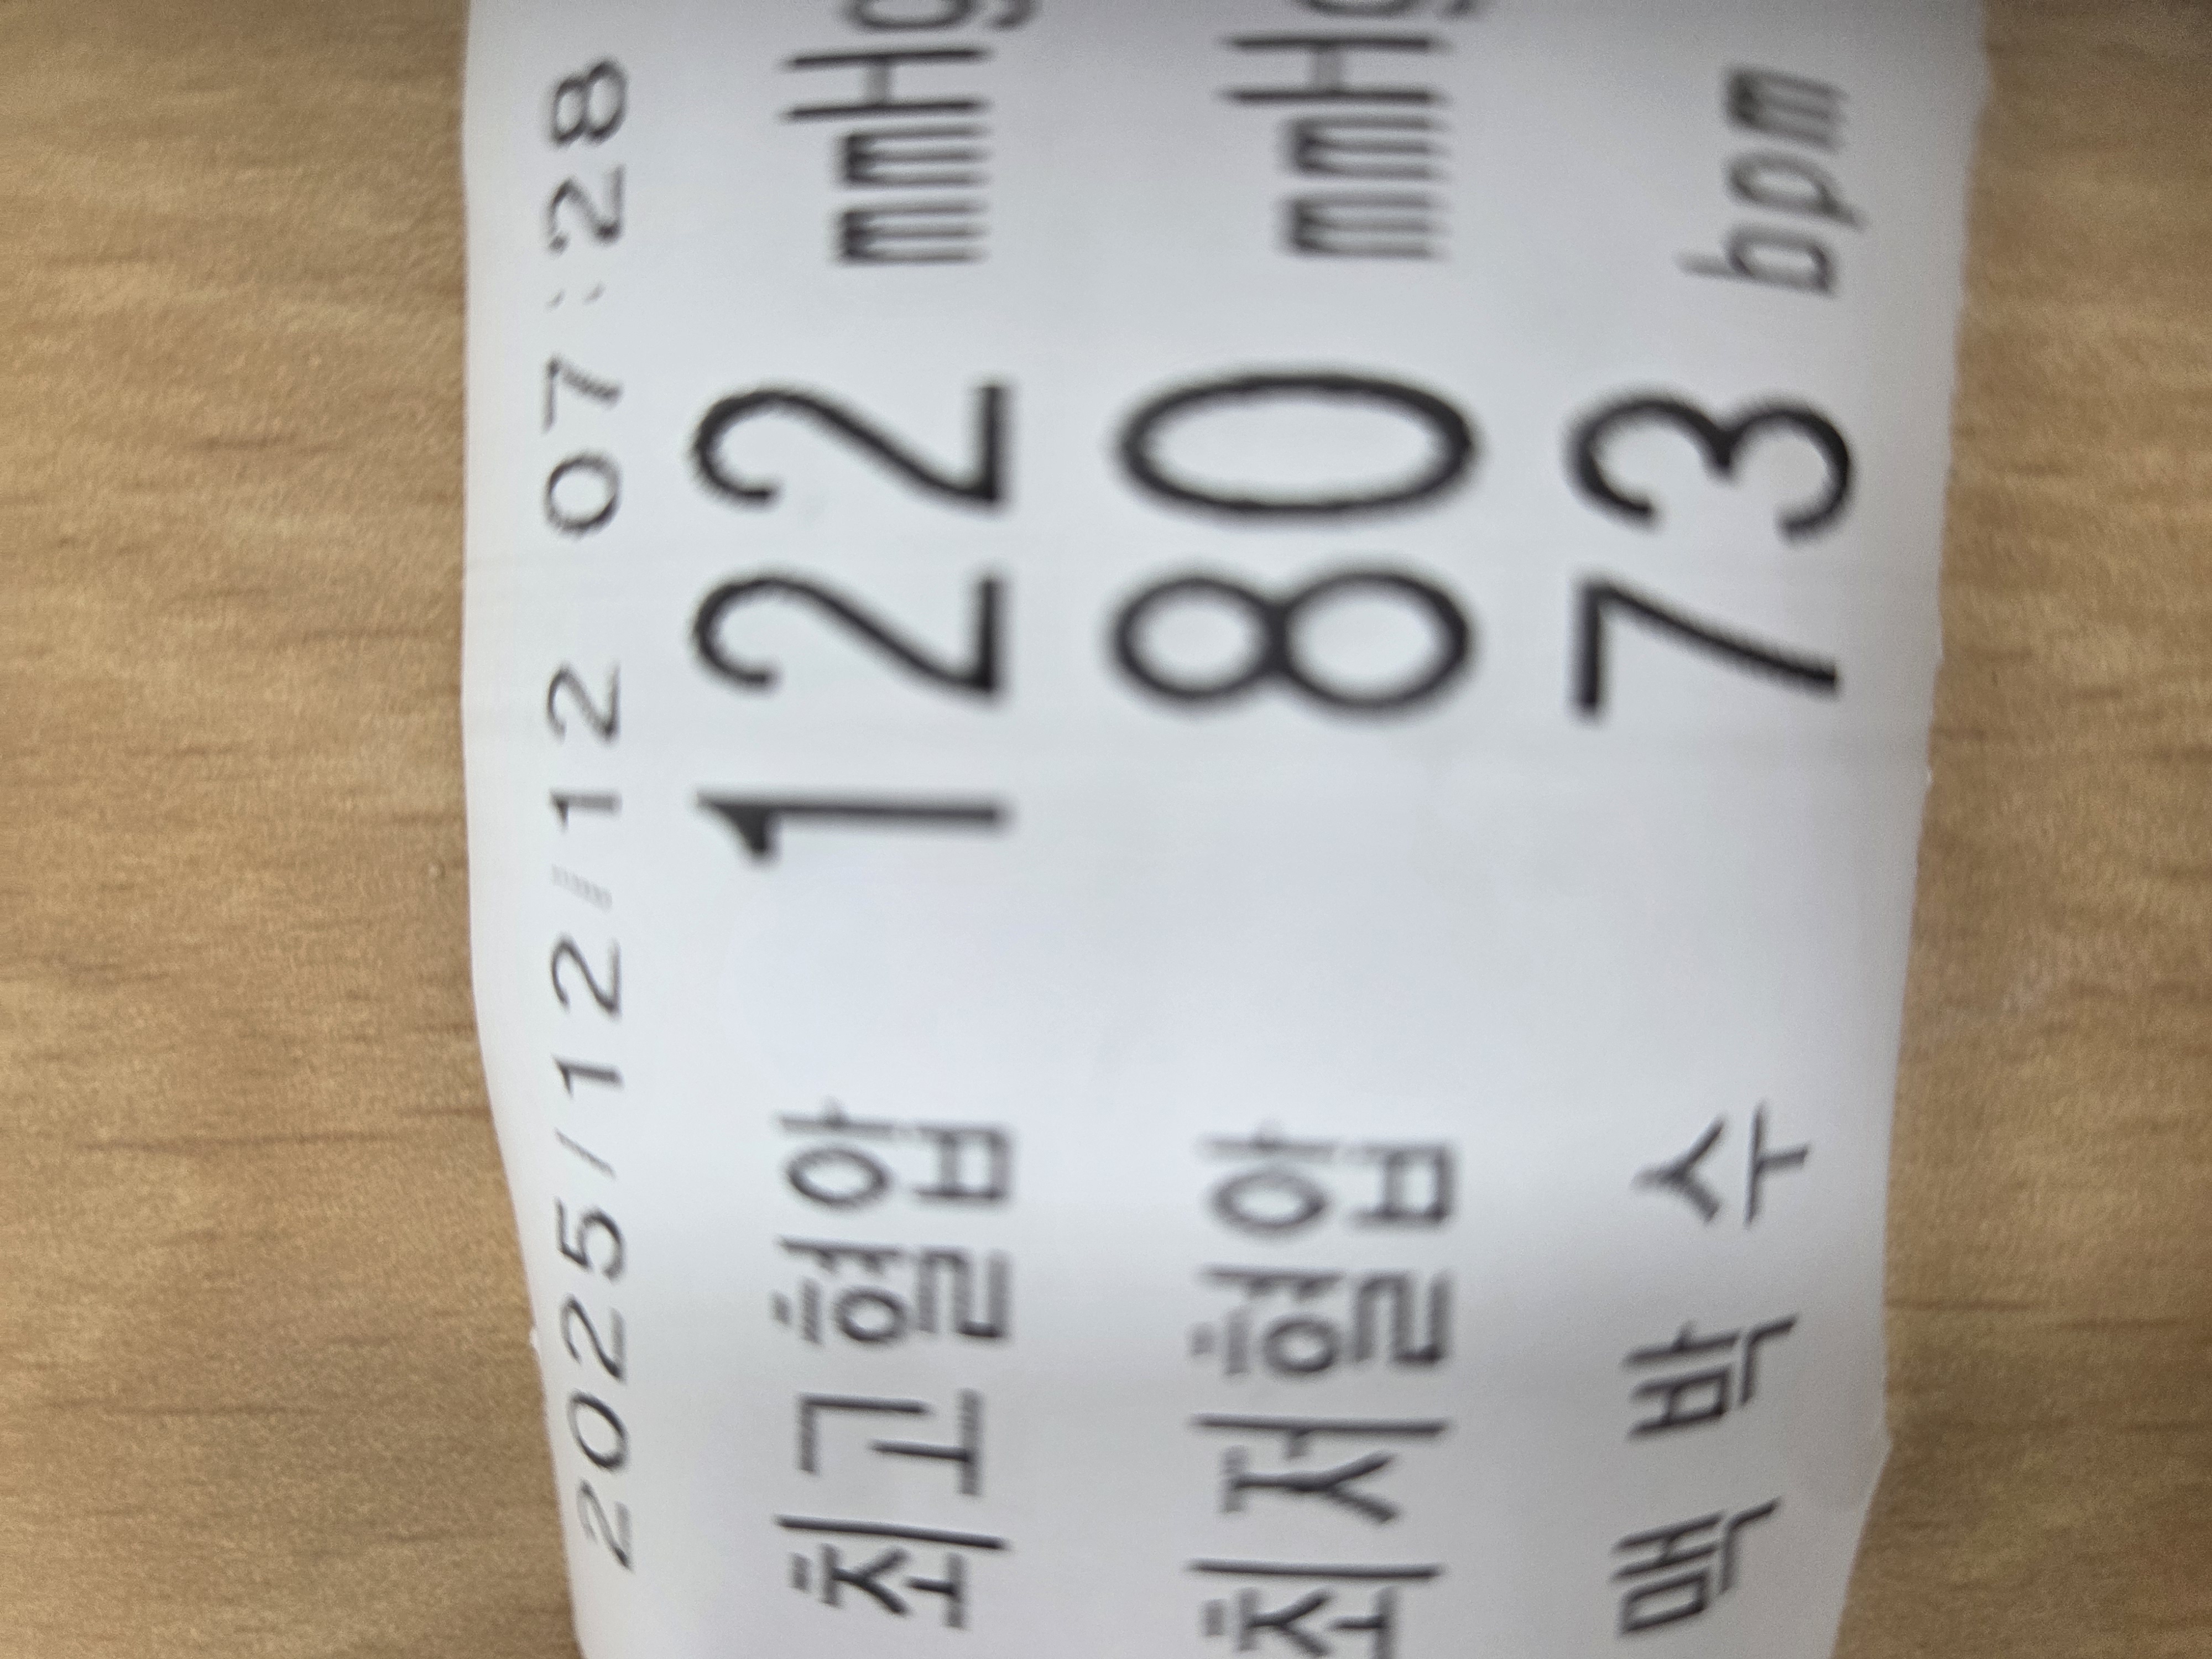 2025/12/12 07:28
최고혈압 122 mmHg
최저혈압 80 mmHg
맥 박 수 73 bpm